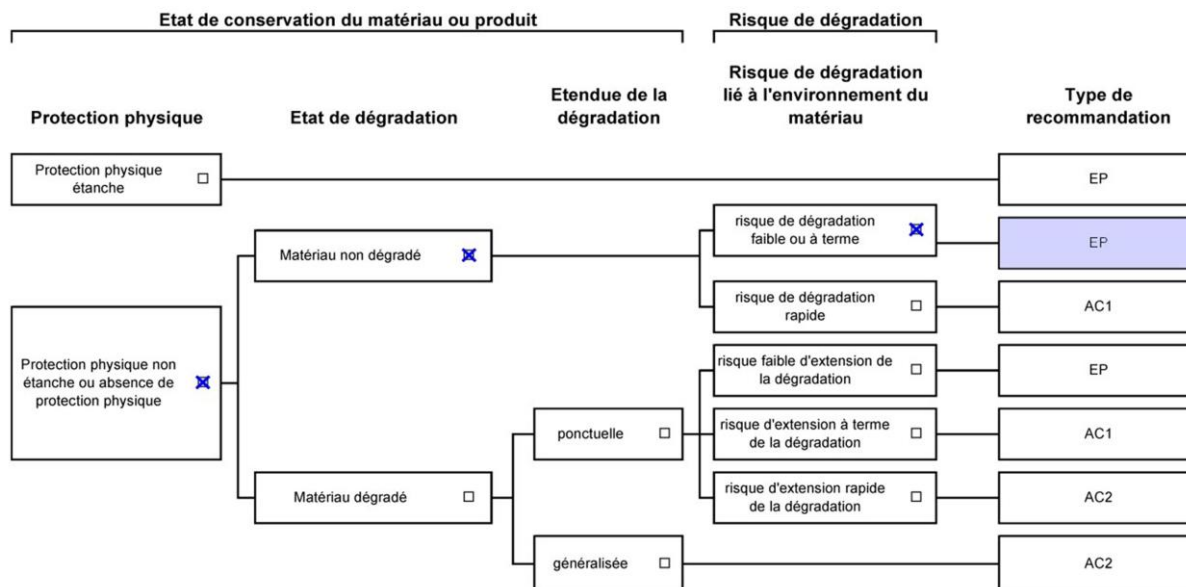 Etat de conservation du matériau ou produit
Risque de dégradation
Protection physique
Etat de dégradation
Etendue de la
dégradation
Risque de dégradation
lié à l'environnement du
matériau
Type de
recommandation
Protection physique
étanche
EP
risque de dégradation
faible ou à terme
EP
Matériau non dégradé
risque de dégradation
rapide
AC1
Protection physique non
étanche ou absence de
protection physique
risque faible d'extension de
la dégradation
EP
ponctuelle
risque d'extension à terme
de la dégradation
AC1
Matériau dégradé
risque d'extension rapide
de la dégradation
AC2
généralisée
AC2